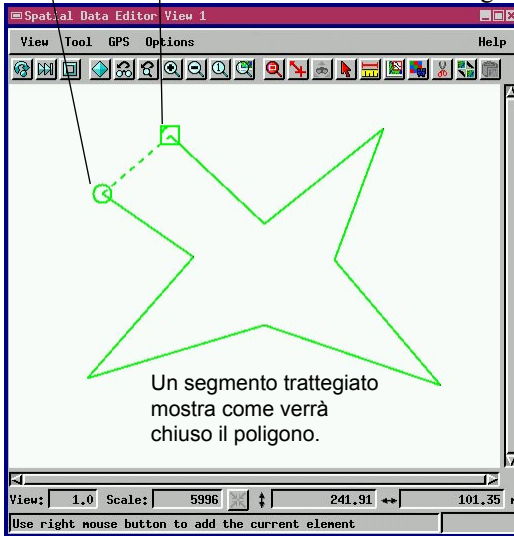 Spatial Data Editor View 1
View Tool GPS Options Help
Un segmento trattegiato
mostra come verrà
chiuso il poligono.
View: 1.0 Scale: 5996 241.91 101.35
Use right mouse button to add the current element